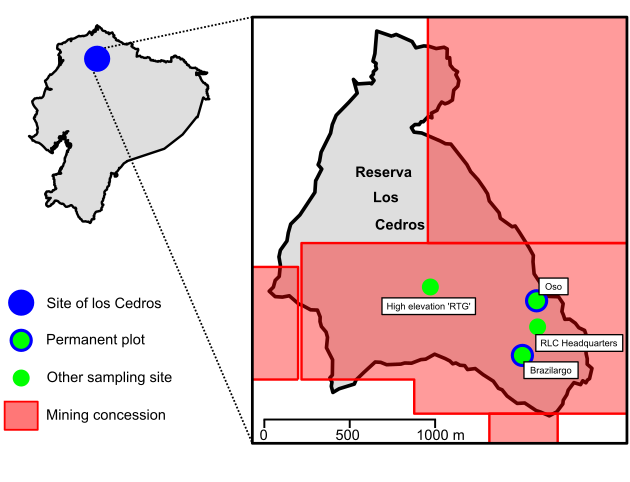 Reserva
Los
Cedros
Oso
High elevation 'RTG'
RLC Headquarters
Brazilargo
0 500 1000 m
Site of los Cedros
Permanent plot
Other sampling site
Mining concession